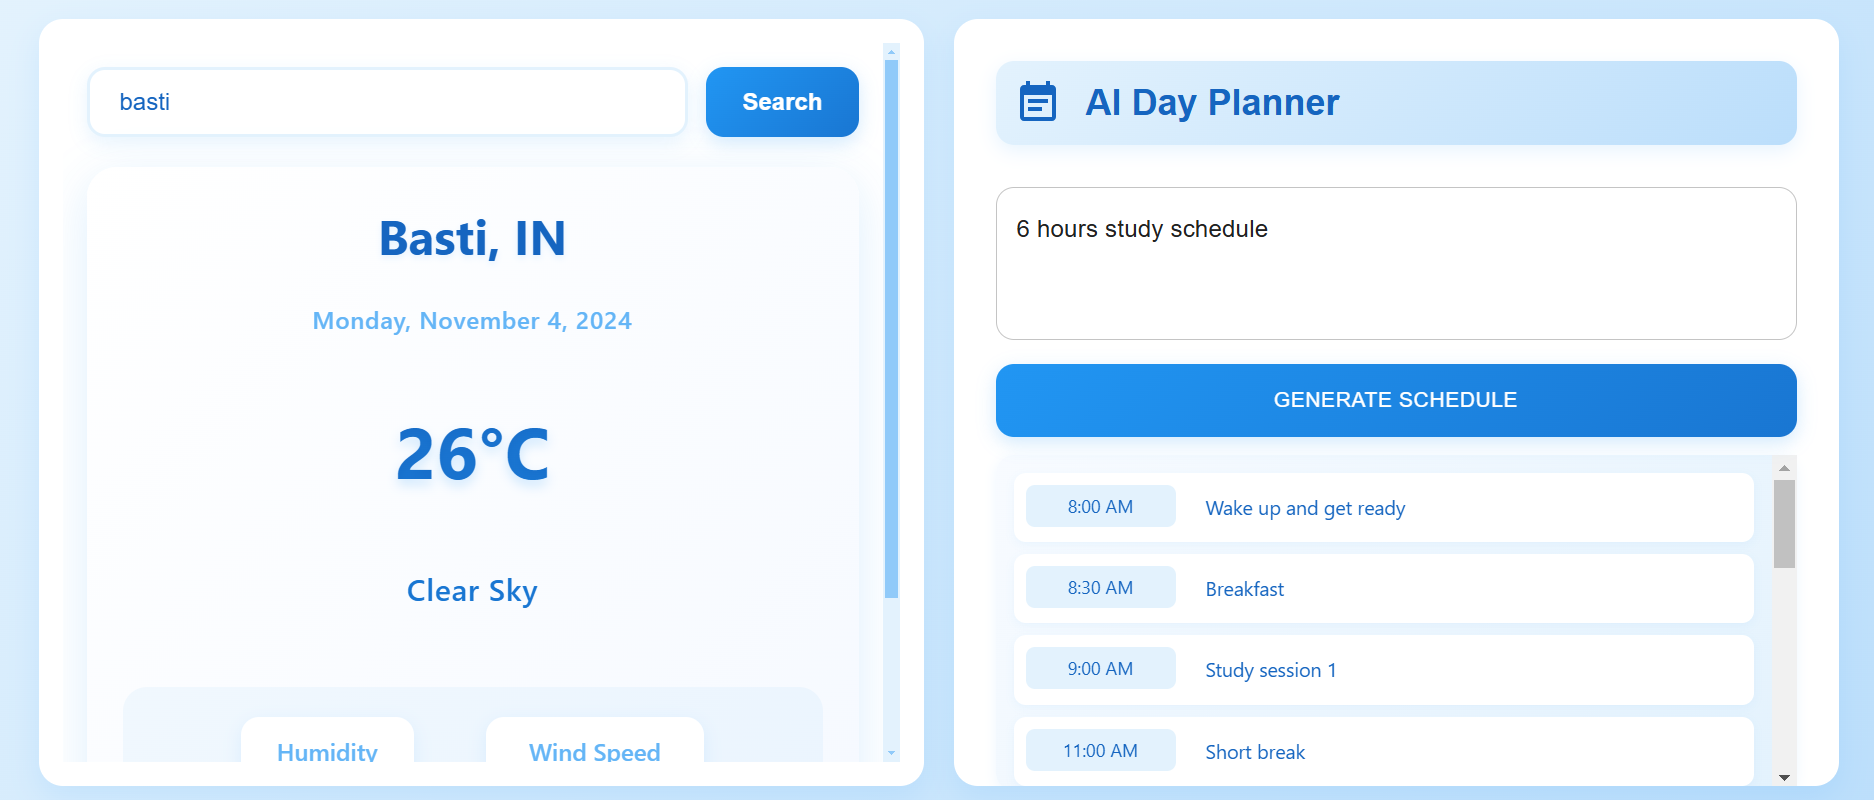 basti
Search
Basti, IN
Monday, November 4, 2024
26°C
Clear Sky
Humidity
Wind Speed
AI Day Planner
6 hours study schedule
GENERATE SCHEDULE
8:00 AM Wake up and get ready
8:30 AM Breakfast
9:00 AM Study session 1
11:00 AM Short break